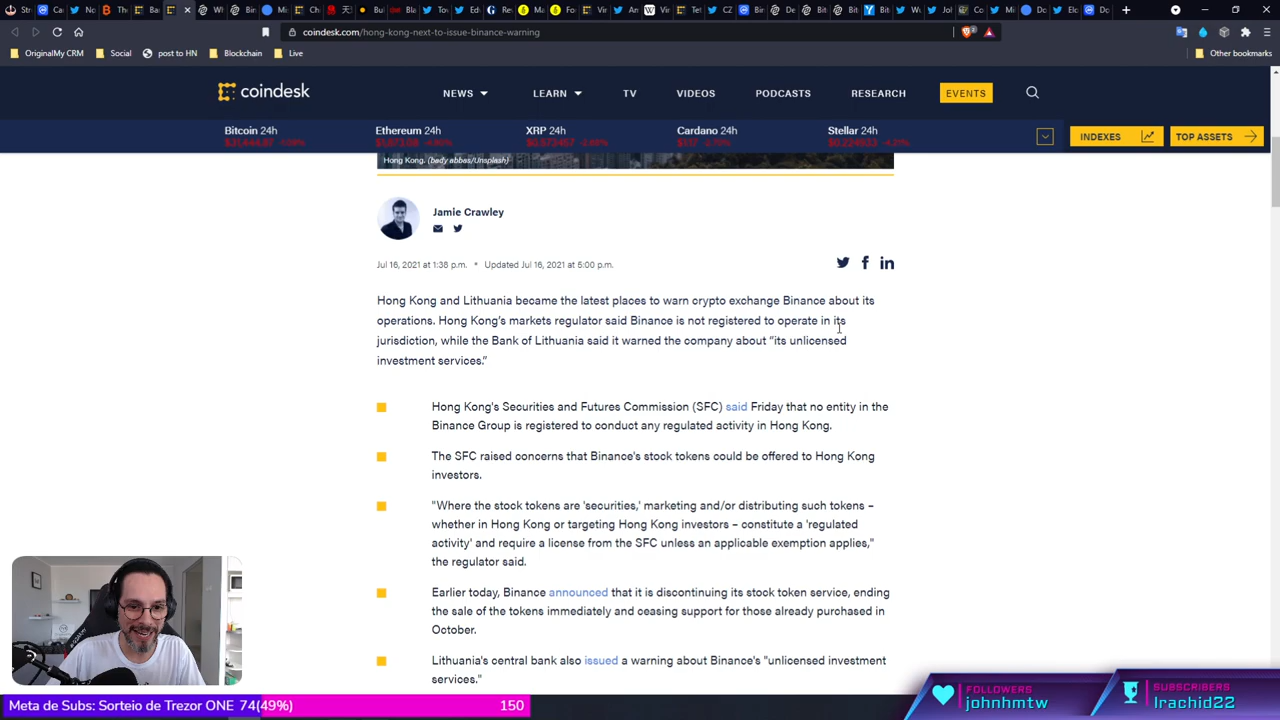 coindesk.com/hong-kong-next-to-issue-binance-warning
OriginalMy CRM
Social
post to HN
Blockchain
Live
Other bookmarks
coindesk
NEWS
LEARN
TV
VIDEOS
PODCASTS
RESEARCH
EVENTS
Bitcoin 24h
Ethereum 24h
XRP 24h
Cardano 24h
Stellar 24h
INDEXES
TOP ASSETS
Hong Kong. (bady abbas/Unsplash)
Jamie Crawley
Jul 16, 2021 at 1:38 p.m. • Updated Jul 16, 2021 at 5:00 p.m.
Hong Kong and Lithuania became the latest places to warn crypto exchange Binance about its
operations. Hong Kong's markets regulator said Binance is not registered to operate in its
jurisdiction, while the Bank of Lithuania said it warned the company about “its unlicensed
investment services.”
Hong Kong's Securities and Futures Commission (SFC) said Friday that no entity in the
Binance Group is registered to conduct any regulated activity in Hong Kong.
The SFC raised concerns that Binance's stock tokens could be offered to Hong Kong
investors.
"Where the stock tokens are 'securities,' marketing and/or distributing such tokens –
whether in Hong Kong or targeting Hong Kong investors – constitute a 'regulated
activity' and require a license from the SFC unless an applicable exemption applies,"
the regulator said.
Earlier today, Binance announced that it is discontinuing its stock token service, ending
the sale of the tokens immediately and ceasing support for those already purchased in
October.
Lithuania's central bank also issued a warning about Binance's "unlicensed investment
services."
Meta de Subs: Sorteio de Trezor ONE 74(49%) 150
FOLLOWERS
johnhmtw
SUBSCRIBERS
lrachid22